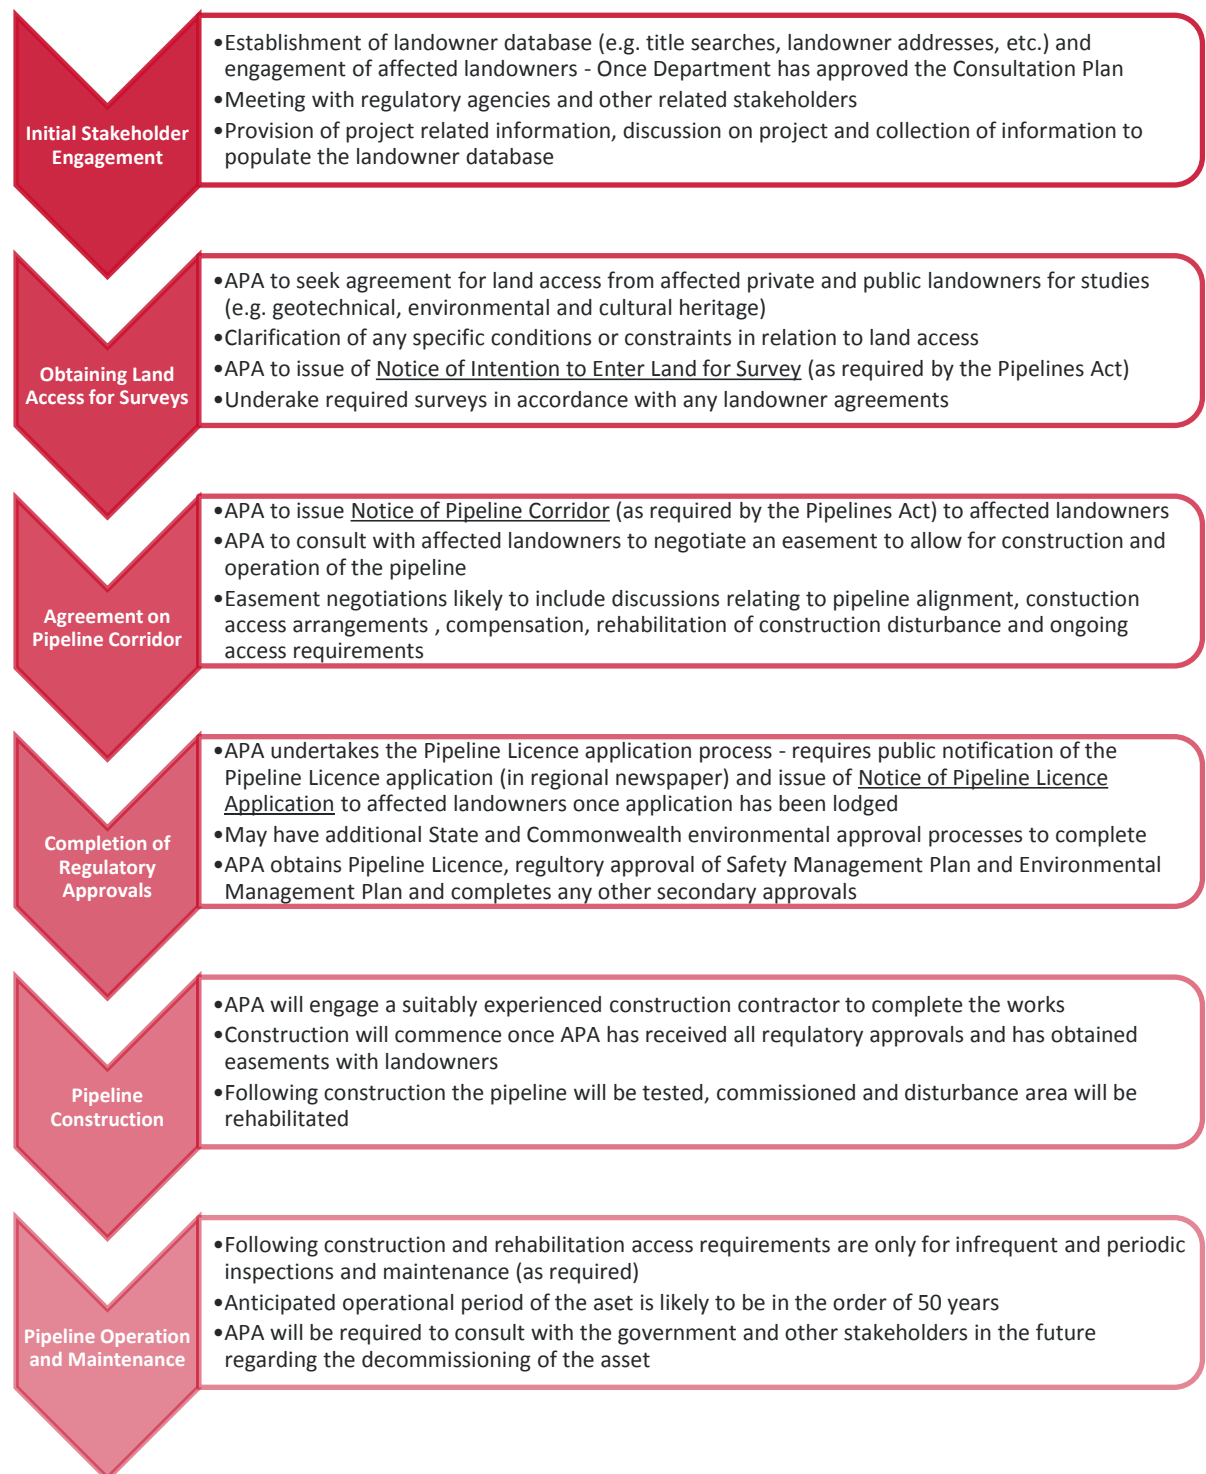 Initial Stakeholder
Engagement
•Establishment of landowner database (e.g. title searches, landowner addresses, etc.) and
engagement of affected landowners - Once Department has approved the Consultation Plan
•Meeting with regulatory agencies and other related stakeholders
•Provision of project related information, discussion on project and collection of information to
populate the landowner database
Obtaining Land
Access for Surveys
•APA to seek agreement for land access from affected private and public landowners for studies
(e.g. geotechnical, environmental and cultural heritage)
•Clarification of any specific conditions or constraints in relation to land access
•APA to issue of Notice of Intention to Enter Land for Survey (as required by the Pipelines Act)
•Underake required surveys in accordance with any landowner agreements
Agreement on
Pipeline Corridor
•APA to issue Notice of Pipeline Corridor (as required by the Pipelines Act) to affected landowners
•APA to consult with affected landowners to negotiate an easement to allow for construction and
operation of the pipeline
•Easement negotiations likely to include discussions relating to pipeline alignment, constuction
access arrangements , compensation, rehabilitation of construction disturbance and ongoing
access requirements
Completion of
Regulatory
Approvals
•APA undertakes the Pipeline Licence application process - requires public notification of the
Pipeline Licence application (in regional newspaper) and issue of Notice of Pipeline Licence
Application to affected landowners once application has been lodged
•May have additional State and Commonwealth environmental approval processes to complete
•APA obtains Pipeline Licence, regultory approval of Safety Management Plan and Environmental
Management Plan and completes any other secondary approvals
Pipeline
Construction
•APA will engage a suitably experienced construction contractor to complete the works
•Construction will commence once APA has received all requlatory approvals and has obtained
easements with landowners
•Following construction the pipeline will be tested, commissioned and disturbance area will be
rehabilitated
Pipeline Operation
and Maintenance
•Following construction and rehabilitation access requirements are only for infrequent and periodic
inspections and maintenance (as required)
•Anticipated operational period of the aset is likely to be in the order of 50 years
•APA will be required to consult with the government and other stakeholders in the future
regarding the decommissioning of the asset